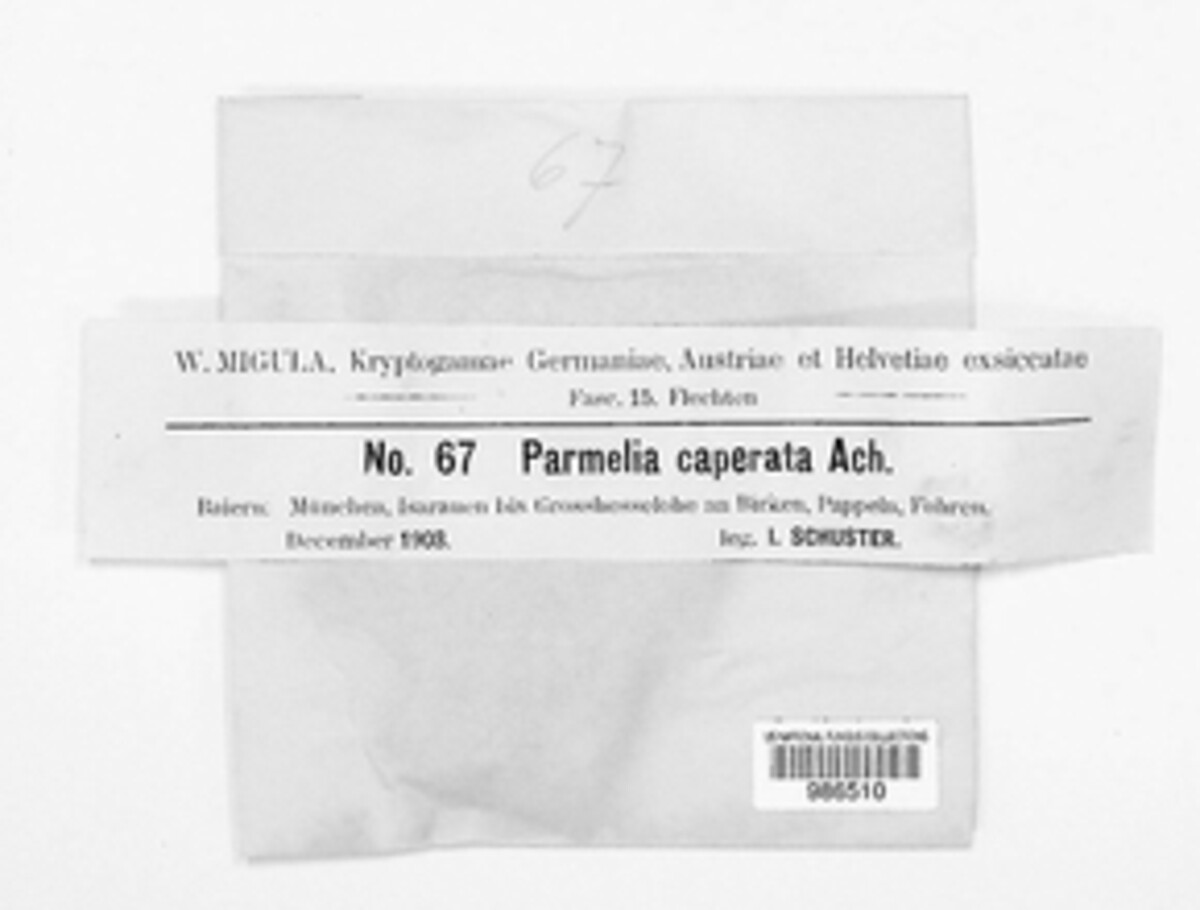 67
W. MIGULA, Kryptogamae Germaniae, Austriae et Helvetiae exsiccatae
Fasc. 15. Flechten
No. 67 Parmelia caperata Ach.
Baiern: München, Isarauen bis Grosshesselohe an Birken, Pappeln, Fohren,
December 1908.
leg. I. SCHUSTER.
986510